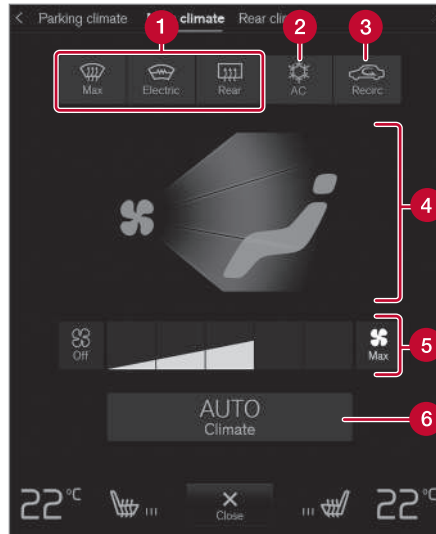 Parking climate climate Rear
1 2 3
Max Electric Rear AC Recirc
4
Off Max 5
AUTO 6
Climate
22°C 22°C
Close